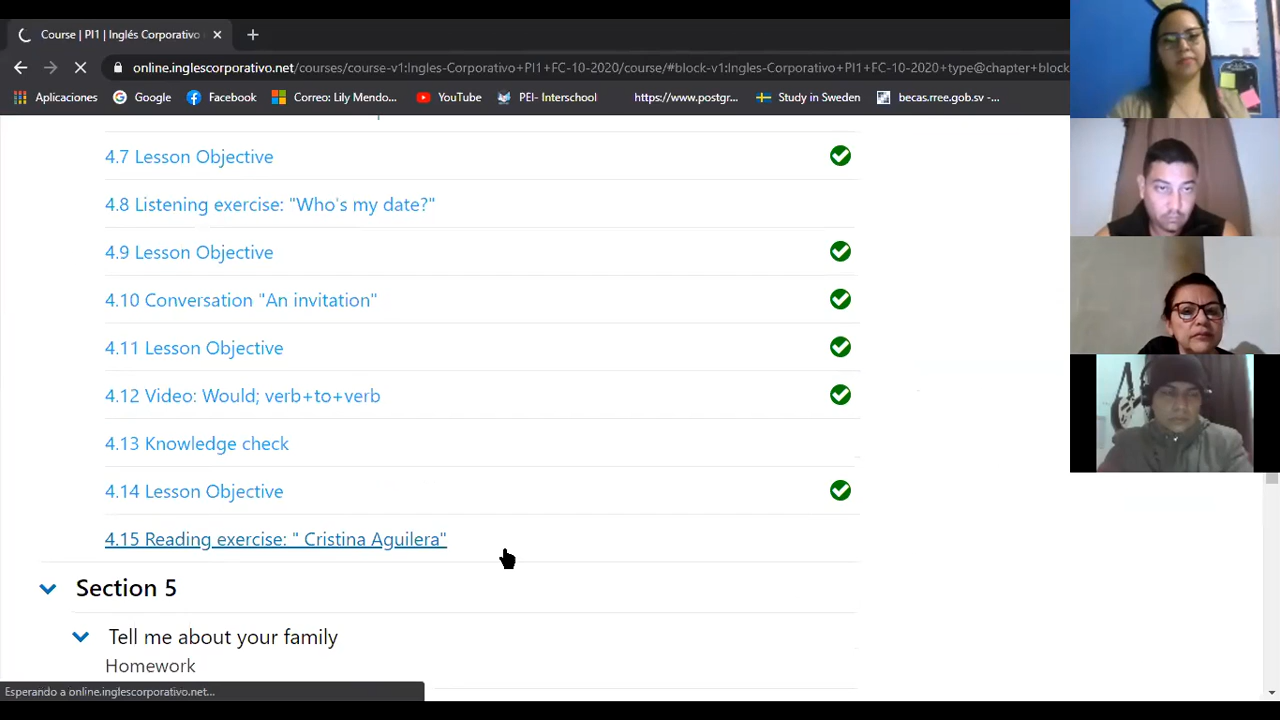 Course | PI1 | Inglés Corporativo
online.inglescorporativo.net/courses/course-v1:Ingles-Corporativo+PI1+FC-10-2020/course/#block-v1:Ingles-Corporativo+PI1+FC-10-2020+type@chapter+block
Aplicaciones Google Facebook Correo: Lily Mendo... YouTube PEI- Interschool https://www.postgr... Study in Sweden becas.rree.gob.sv -...
4.7 Lesson Objective
4.8 Listening exercise: "Who's my date?"
4.9 Lesson Objective
4.10 Conversation "An invitation"
4.11 Lesson Objective
4.12 Video: Would; verb+to+verb
4.13 Knowledge check
4.14 Lesson Objective
4.15 Reading exercise: " Cristina Aguilera"
Section 5
Tell me about your family
Homework
Esperando a online.inglescorporativo.net...